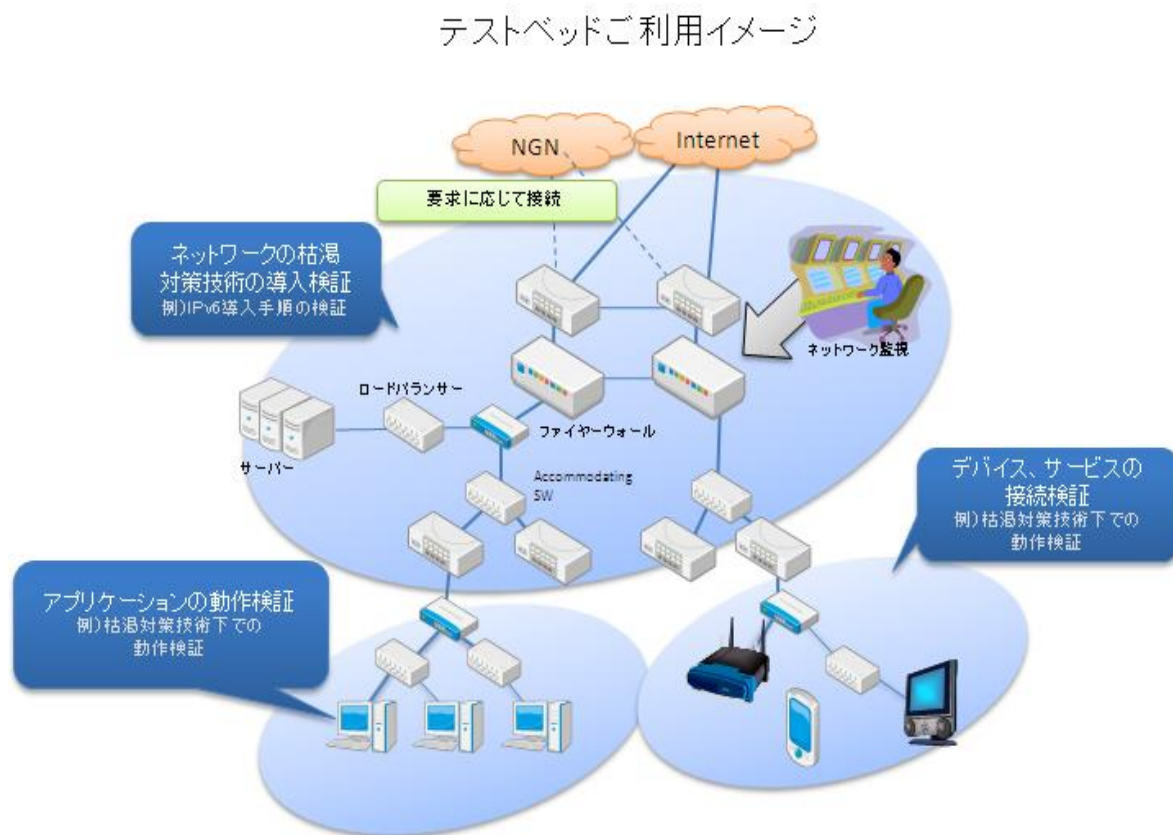 テストベッドご利用イメージ
NGN
Internet
要求に応じて接続
ネットワークの枯渇
対策技術の導入検証
例)IPv6導入手順の検証
ネットワーク監視
ロードバランサー
ファイヤーウォール
サーバー
Accommodating
SW
デバイス、サービスの
接続検証
例)枯渇対策技術下での
動作検証
アプリケーションの動作検証
例)枯渇対策技術下での
動作検証